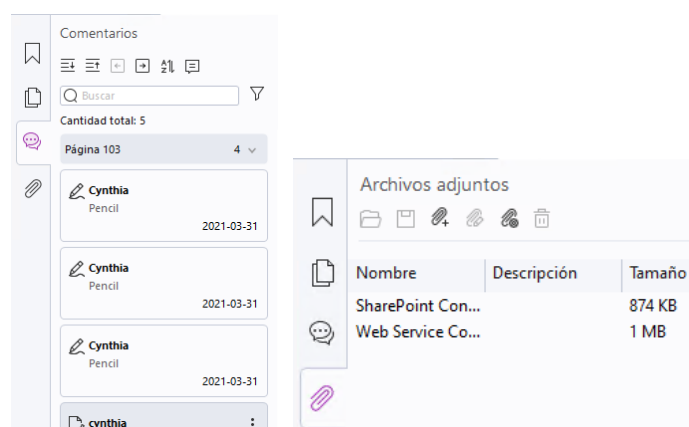 Comentarios
Buscar
Cantidad total: 5
Página 103 4
Cynthia
Pencil
2021-03-31
Cynthia
Pencil
2021-03-31
Cynthia
Pencil
2021-03-31
cynthia
Archivos adjuntos
Nombre Descripción Tamaño
SharePoint Con... 874 KB
Web Service Co... 1 MB